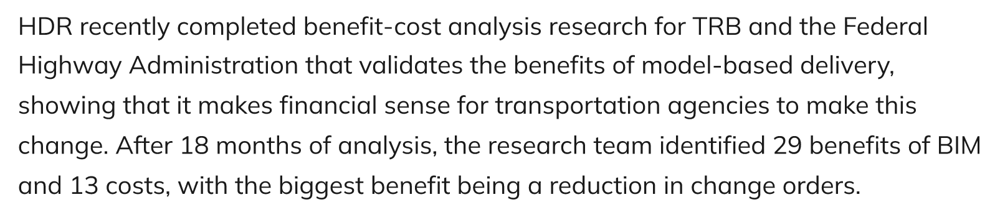 HDR recently completed benefit-cost analysis research for TRB and the Federal
Highway Administration that validates the benefits of model-based delivery,
showing that it makes financial sense for transportation agencies to make this
change. After 18 months of analysis, the research team identified 29 benefits of BIM
and 13 costs, with the biggest benefit being a reduction in change orders.